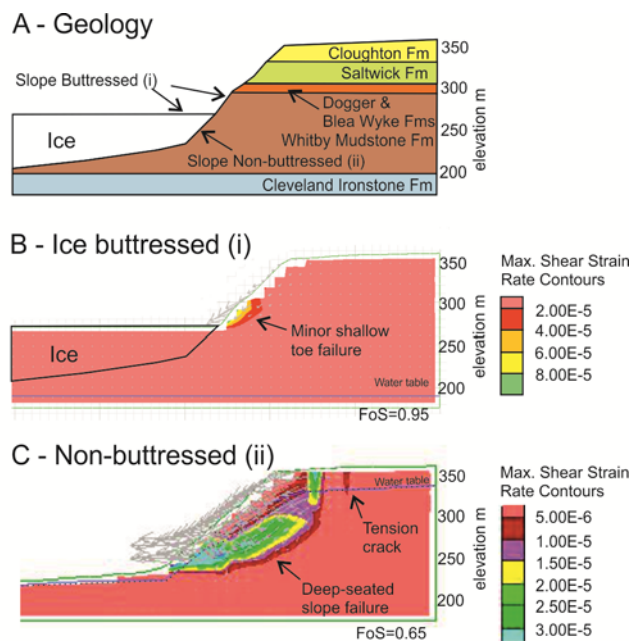 A - Geology
350
Cloughton Fm
Saltwick Fm
Slope Buttressed (i)
300
Dogger &
Blea Wyke Fms
Ice
250
Whitby Mudstone Fm
Slope Non-buttressed (ii)
200
Cleveland Ironstone Fm
elevation m
B - Ice buttressed (i)
350
300
Minor shallow
toe failure
Ice
250
Water table
200
elevation m
FoS=0.95
Max. Shear Strain
Rate Contours
2.00E-5
4.00E-5
6.00E-5
8.00E-5
C - Non-buttressed (ii)
350
Water table
300
Tension
crack
250
Deep-seated
slope failure
200
elevation m
FoS=0.65
Max. Shear Strain
Rate Contours
5.00E-6
1.00E-5
1.50E-5
2.00E-5
2.50E-5
3.00E-5